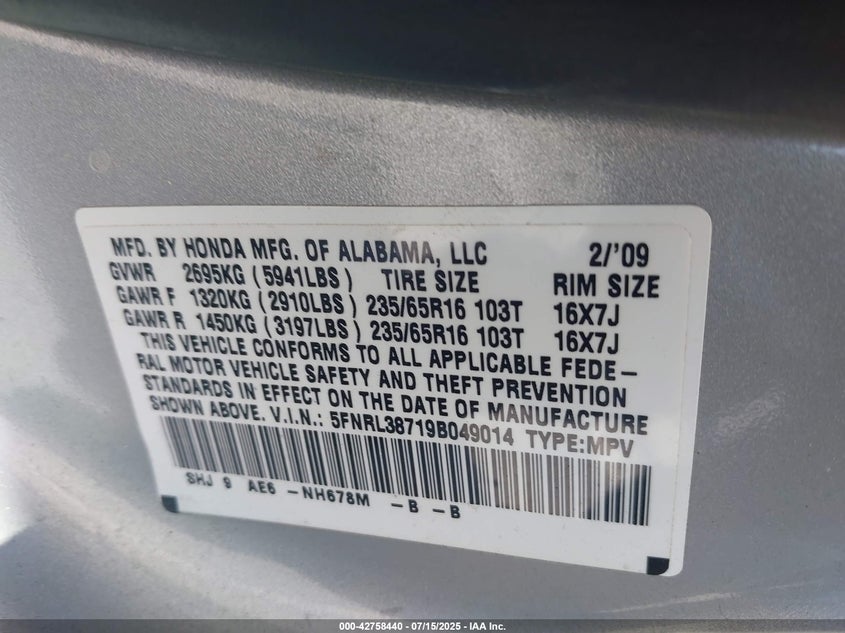 MFD. BY HONDA MFG. OF ALABAMA, LLC 2/'09
GVWR 2695KG (5941LBS) TIRE SIZE RIM SIZE
GAWR F 1320KG (2910LBS) 235/65R16 103T 16X7J
GAWR R 1450KG (3197LBS) 235/65R16 103T 16X7J
THIS VEHICLE CONFORMS TO ALL APPLICABLE FEDE-
RAL MOTOR VEHICLE SAFETY AND THEFT PREVENTION
STANDARDS IN EFFECT ON THE DATE OF MANUFACTURE
SHOWN ABOVE. V.I.N.: 5FNRL38719B049014 TYPE:MPV
SHJ 9 AE6 -NH678M -B -B
000-42758440 - 07/15/2025 - IAA Inc.